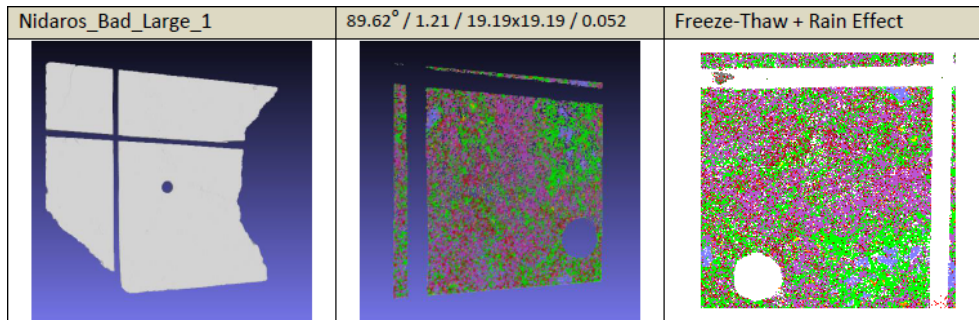 Nidaros_Bad_Large_1
89.62° / 1.21 / 19.19x19.19 / 0.052
Freeze-Thaw + Rain Effect